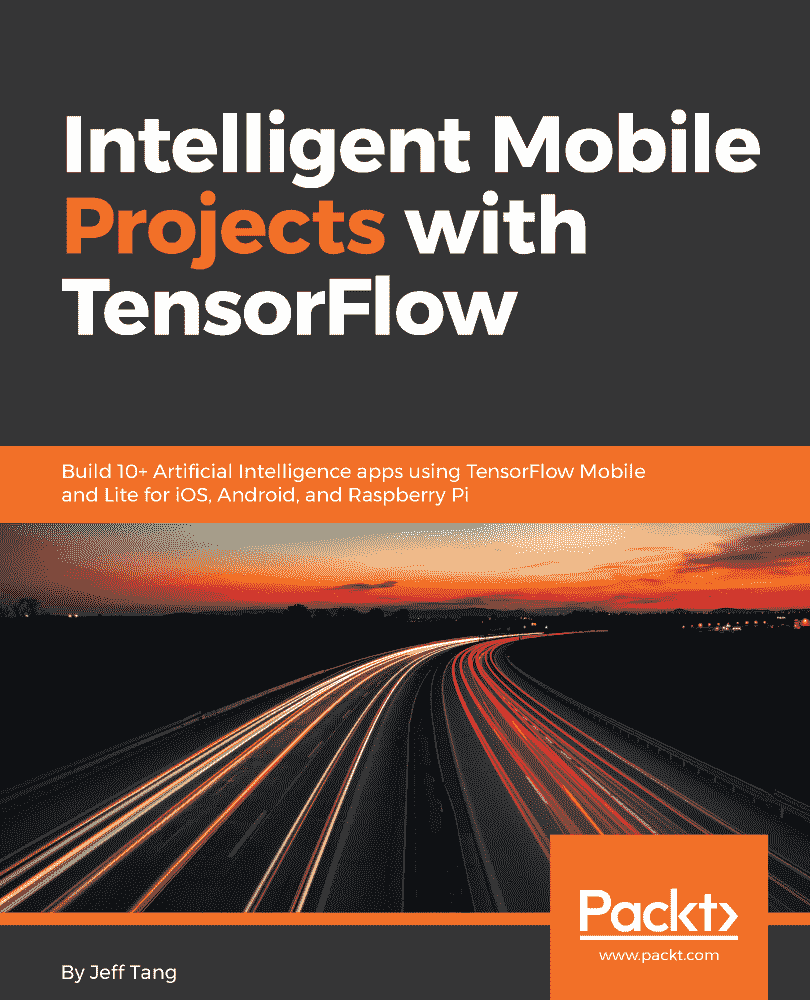 Intelligent Mobile
Projects with
TensorFlow
Build 10+ Artificial Intelligence apps using TensorFlow Mobile
and Lite for iOS, Android, and Raspberry Pi
Packt>
www.packt.com
By Jeff Tang